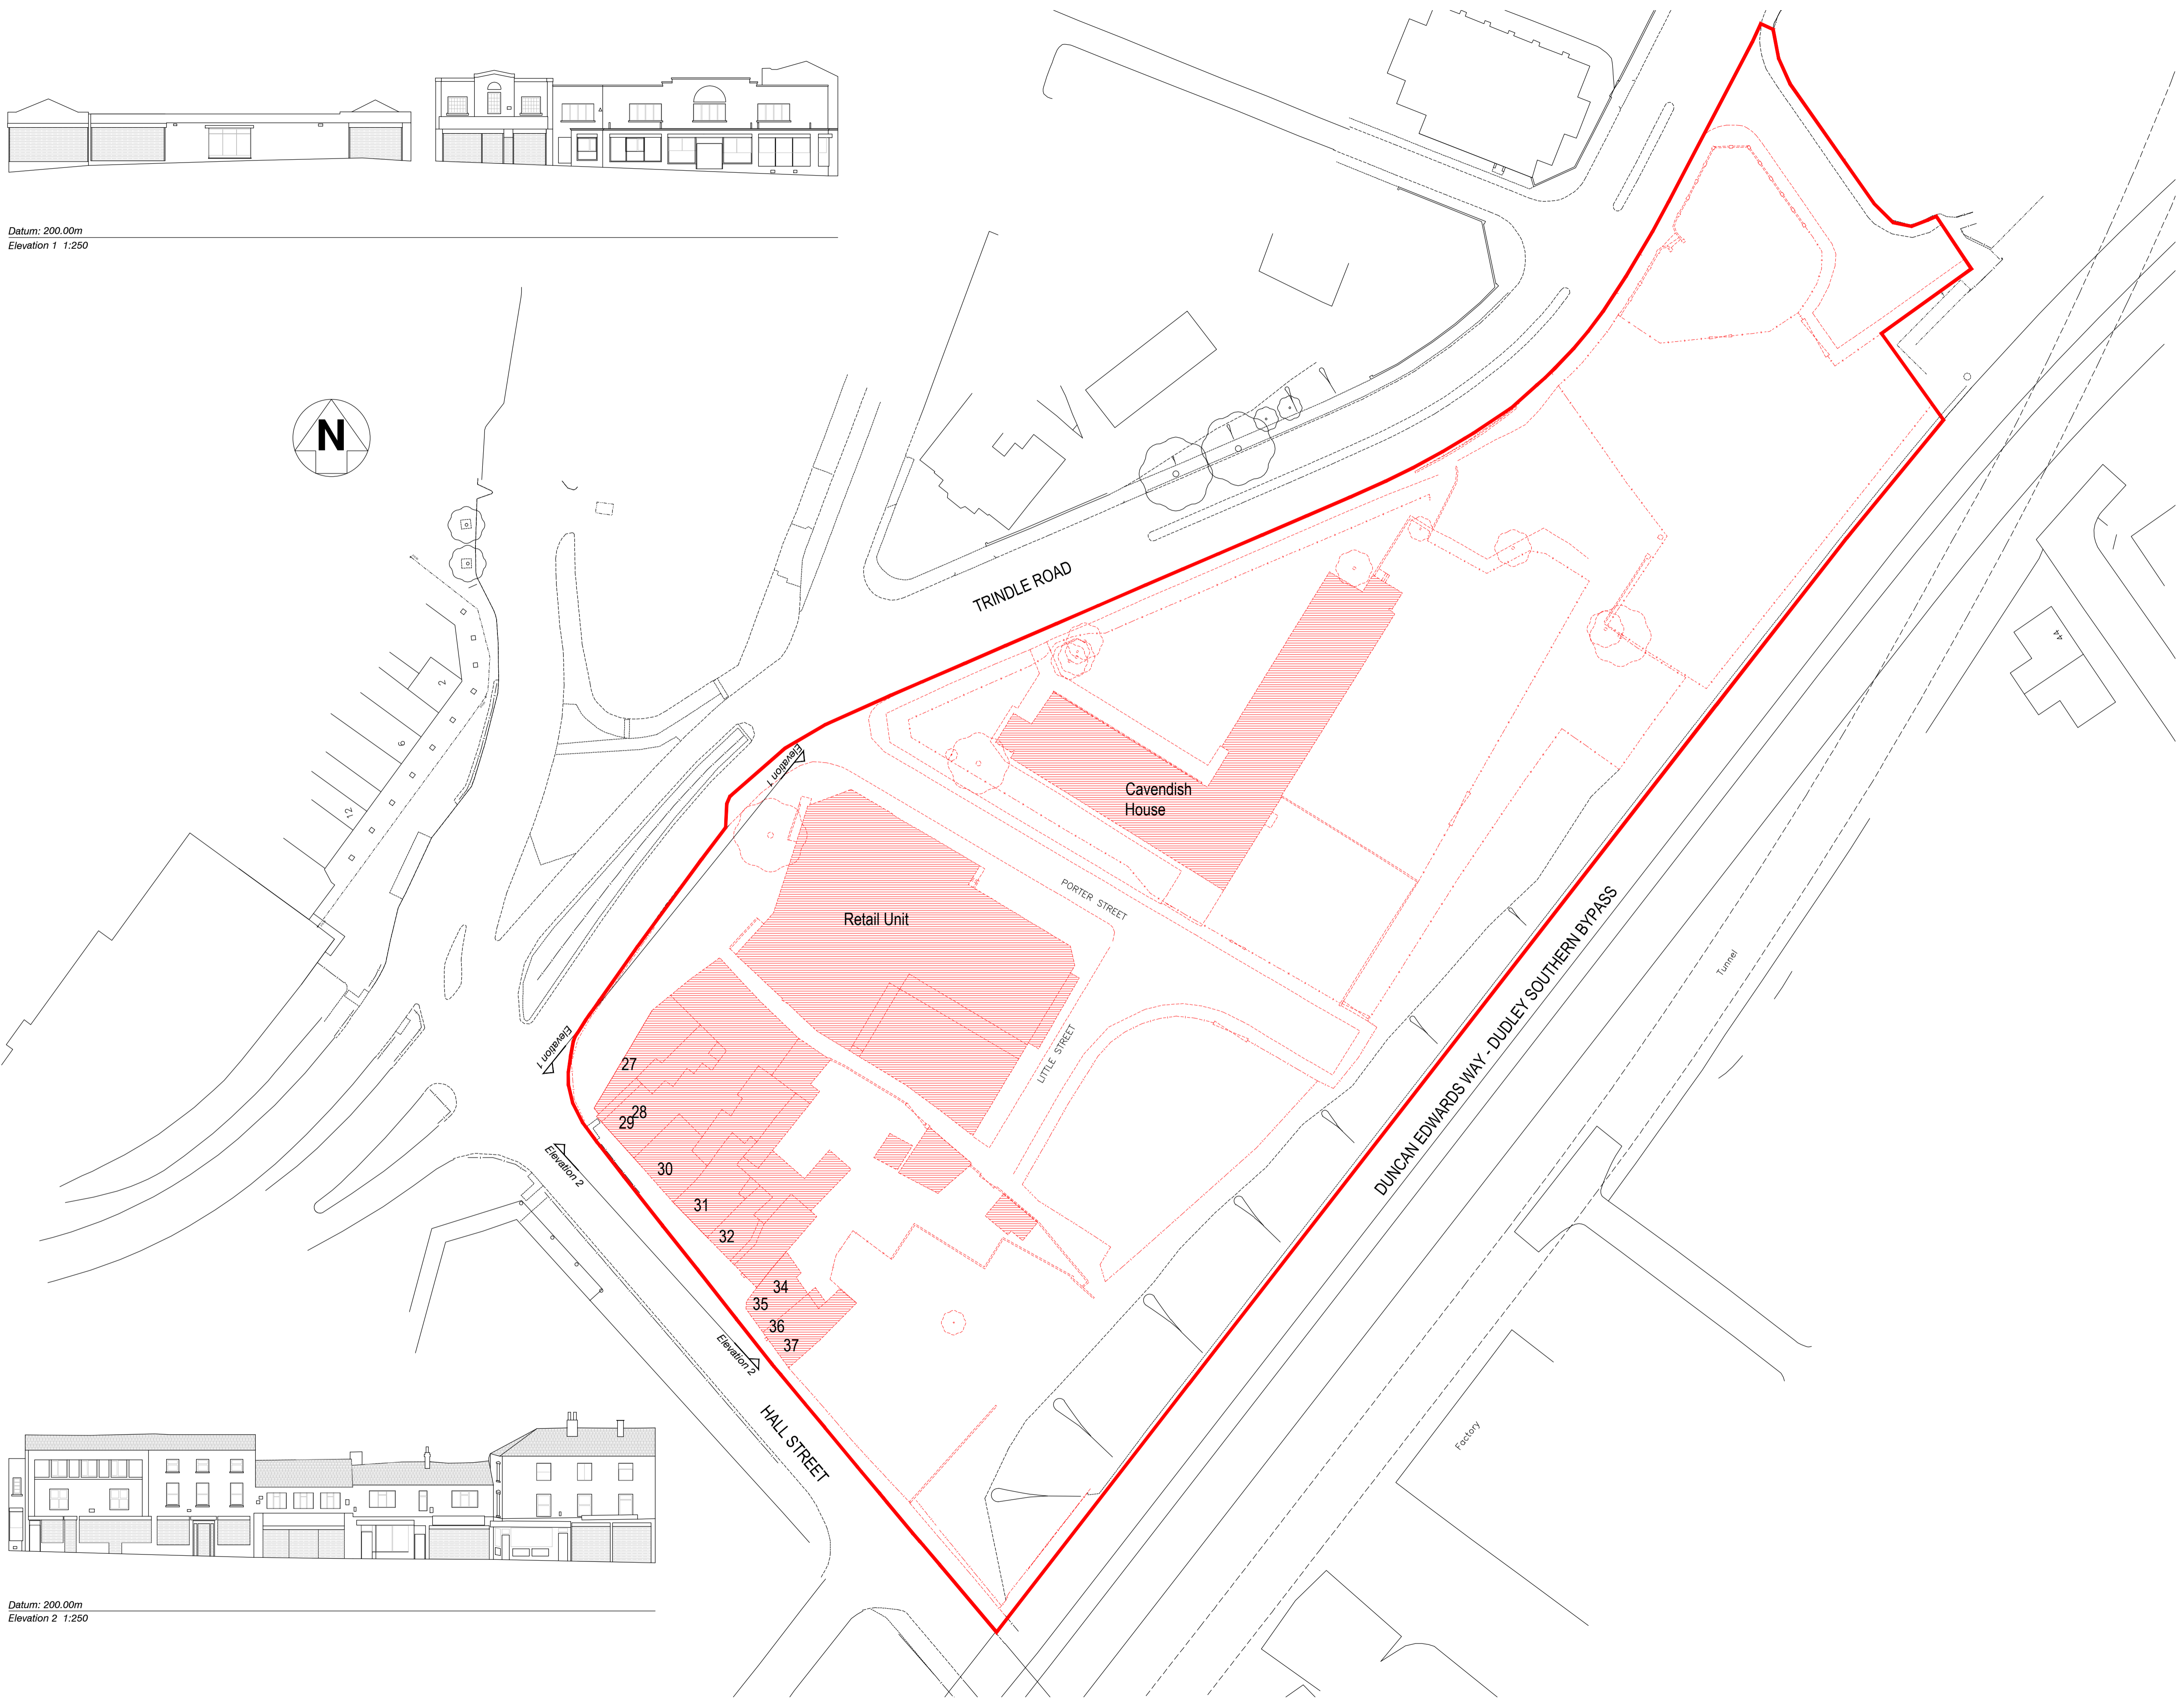 Datum: 200.00m
Elevation 1  1:250
N
TRINDLE ROAD
2
6
12
44
Elevation 1
Cavendish
House
PORTER STREET
Retail Unit
DUNCAN EDWARDS WAY - DUDLEY SOUTHERN BYPASS
Tunnel
Elevation 1
LITTLE STREET
27
28
29
Elevation 2
30
31
32
34
35
36
37
Elevation 2
HALL STREET
Factory
Datum: 200.00m
Elevation 2  1:250